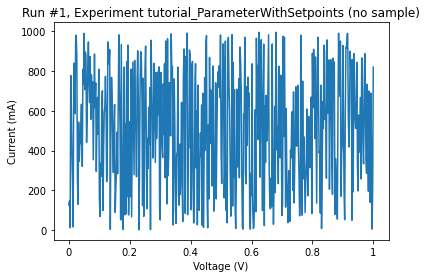 Run #1, Experiment tutorial_ParameterWithSetpoints (no sample)
1000
800
600
400
200
0
Current (mA)
0 0.2 0.4 0.6 0.8 1
Voltage (V)